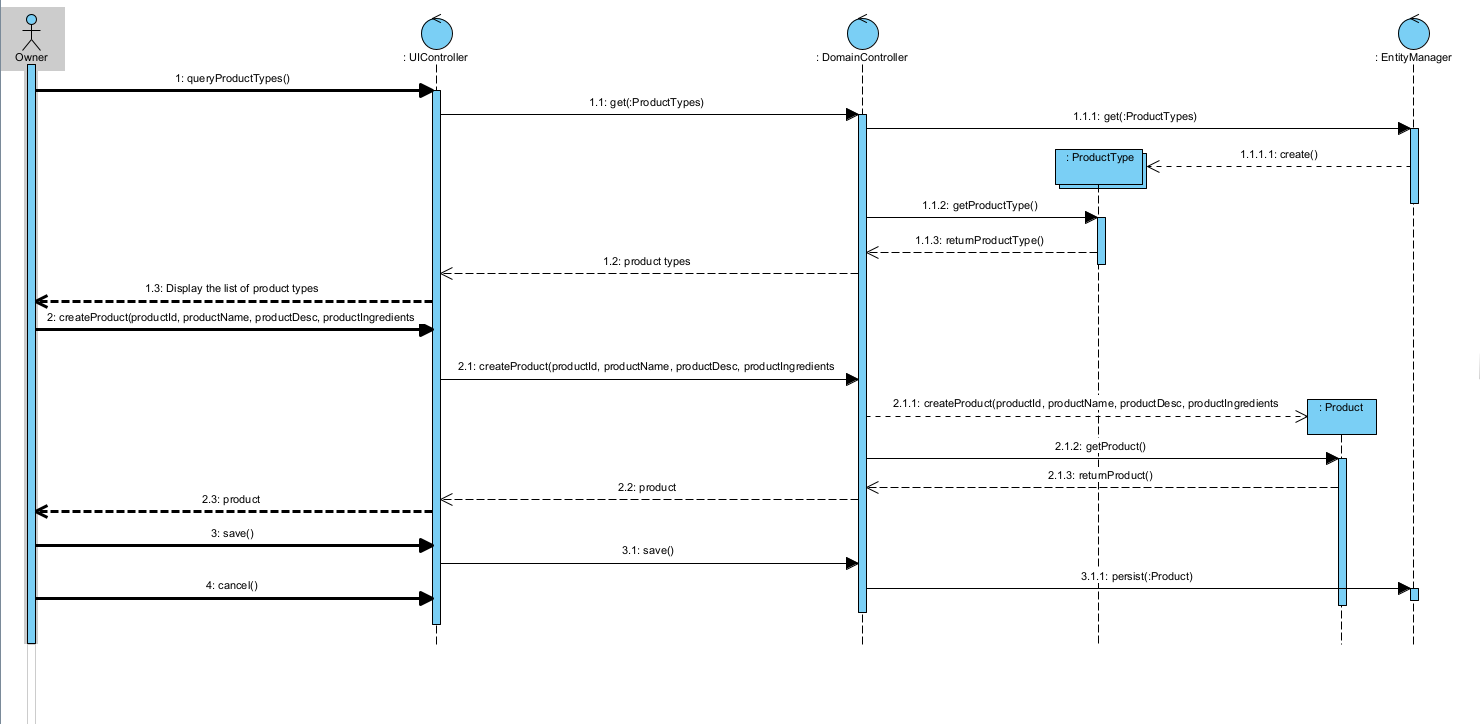 Owner
: UIController
: DomainController
: EntityManager
1: queryProductTypes()
1.1: get(:ProductTypes)
1.1.1: get(:ProductTypes)
: ProductType
1.1.1.1: create()
1.1.2: getProductType()
1.1.3: returnProductType()
1.2: product types
1.3: Display the list of product types
2: createProduct(productId, productName, productDesc, productIngredients
2.1: createProduct(productId, productName, productDesc, productIngredients
2.1.1: createProduct(productId, productName, productDesc, productIngredients
: Product
2.1.2: getProduct()
2.1.3: returnProduct()
2.2: product
2.3: product
3: save()
3.1: save()
3.1.1: persist(:Product)
4: cancel()